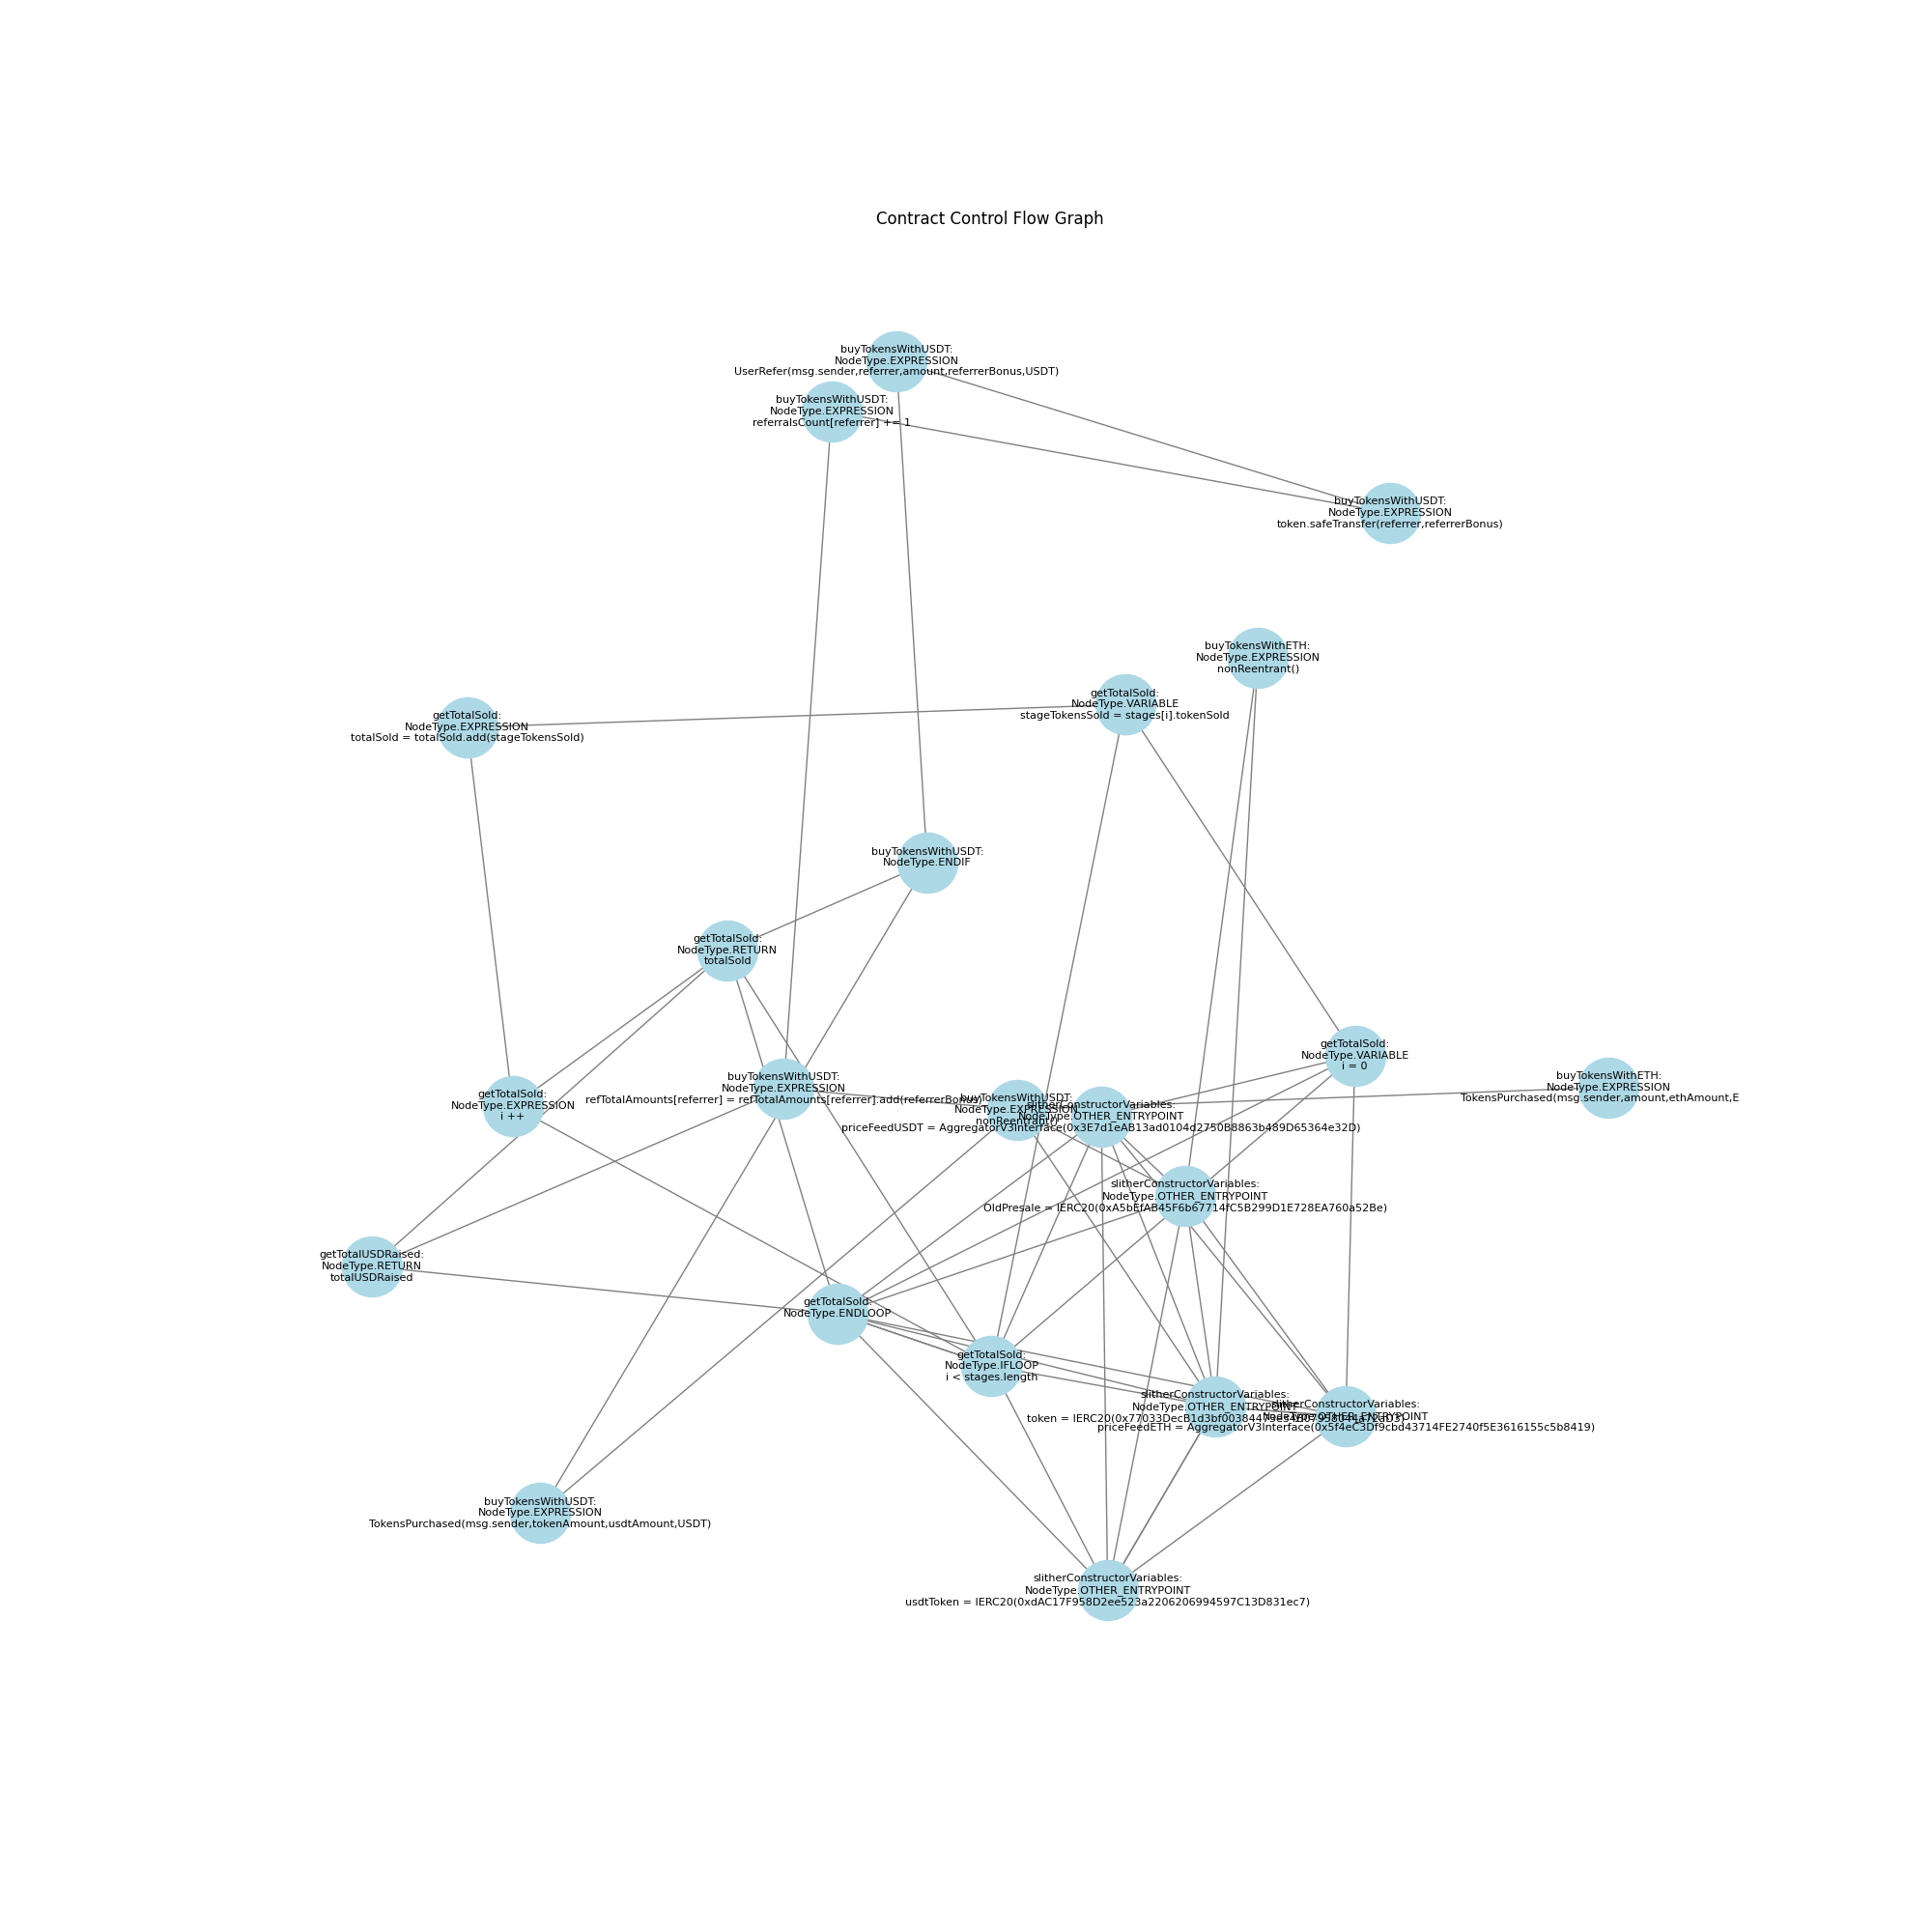 Contract Control Flow Graph
buyTokensWithUSDT:
NodeType.EXPRESSION
UserRefer(msg.sender,referrer,amount,referrerBonus,USDT)
buyTokensWithUSDT:
NodeType.EXPRESSION
referralsCount[referrer] += 1
buyTokensWithUSDT:
NodeType.EXPRESSION
token.safeTransfer(referrer,referrerBonus)
buyTokensWithETH:
NodeType.EXPRESSION
nonReentrant()
getTotalSold:
NodeType.VARIABLE
stageTokensSold = stages[i].tokenSold
getTotalSold:
NodeType.EXPRESSION
totalSold = totalSold.add(stageTokensSold)
buyTokensWithUSDT:
NodeType.ENDIF
getTotalSold:
NodeType.RETURN
totalSold
getTotalSold:
NodeType.VARIABLE
i = 0
buyTokensWithETH:
NodeType.EXPRESSION
TokensPurchased(msg.sender,amount,ethAmount,E
buyTokensWithUSDT:
NodeType.EXPRESSION
refTotalAmounts[referrer] = refTotalAmounts[referrer].add(referrerBonus)
getTotalSold:
NodeType.EXPRESSION
i ++
buyTokensWithUSDT:
NodeType.EXPRESSION
nonReentrant()
slitherConstructorVariables:
NodeType.OTHER_ENTRYPOINT
priceFeedUSDT = AggregatorV3Interface(0x3E7d1eAB13ad0104d2750B8863b489D65364e32D)
slitherConstructorVariables:
NodeType.OTHER_ENTRYPOINT
OldPresale = IERC20(0xA5bEfAB45F6b67714fC5B299D1E728EA760a52Be)
getTotalUSDRaised:
NodeType.RETURN
totalUSDRaised
getTotalSold:
NodeType.ENDLOOP
getTotalSold:
NodeType.IFLOOP
i < stages.length
slitherConstructorVariables:
NodeType.OTHER_ENTRYPOINT
token =
slitherConstructorVariables:
NodeType.OTHER_ENTRYPOINT
priceFeedETH = AggregatorV3Interface(0x5f4eC3Df9cbd43714FE2740f5E3616155c5b8419)
buyTokensWithUSDT:
NodeType.EXPRESSION
TokensPurchased(msg.sender,tokenAmount,usdtAmount,USDT)
slitherConstructorVariables:
NodeType.OTHER_ENTRYPOINT
usdtToken = IERC20(0xdAC17F958D2ee523a2206206994597C13D831ec7)